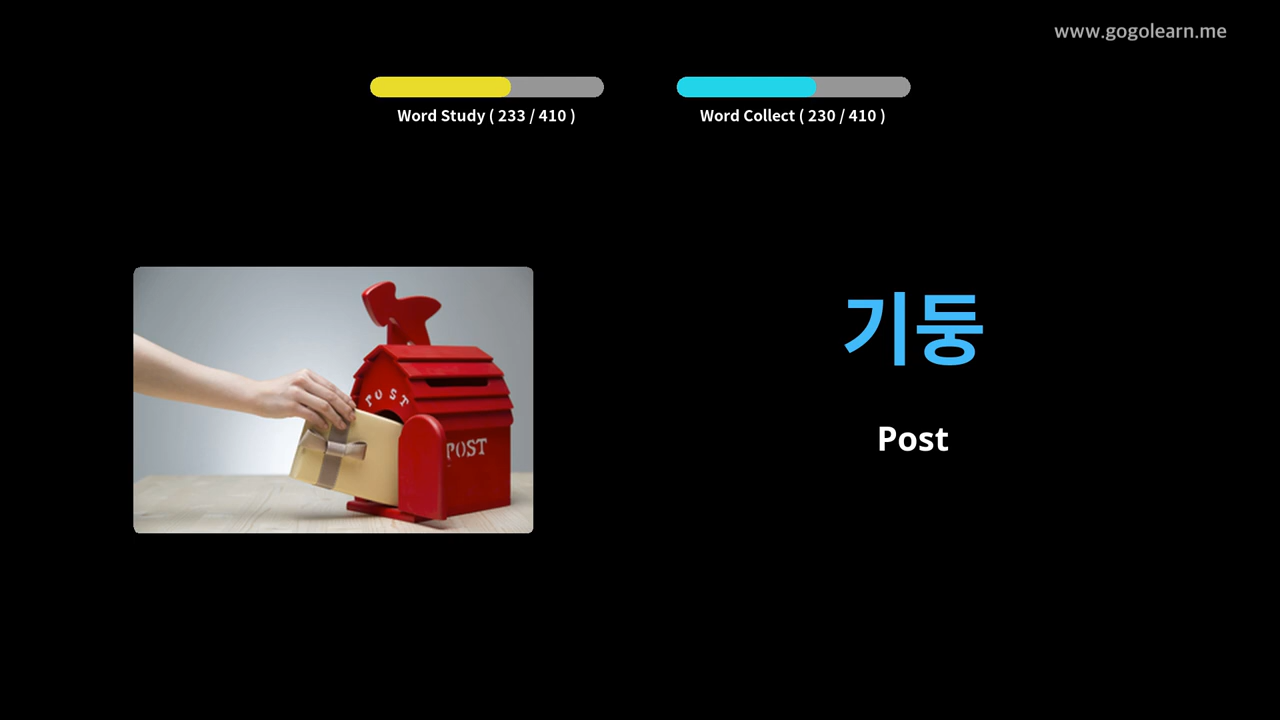 www.gogolearn.me
Word Study ( 233 / 410 )
Word Collect ( 230 / 410 )
POST
POST
기둥
Post